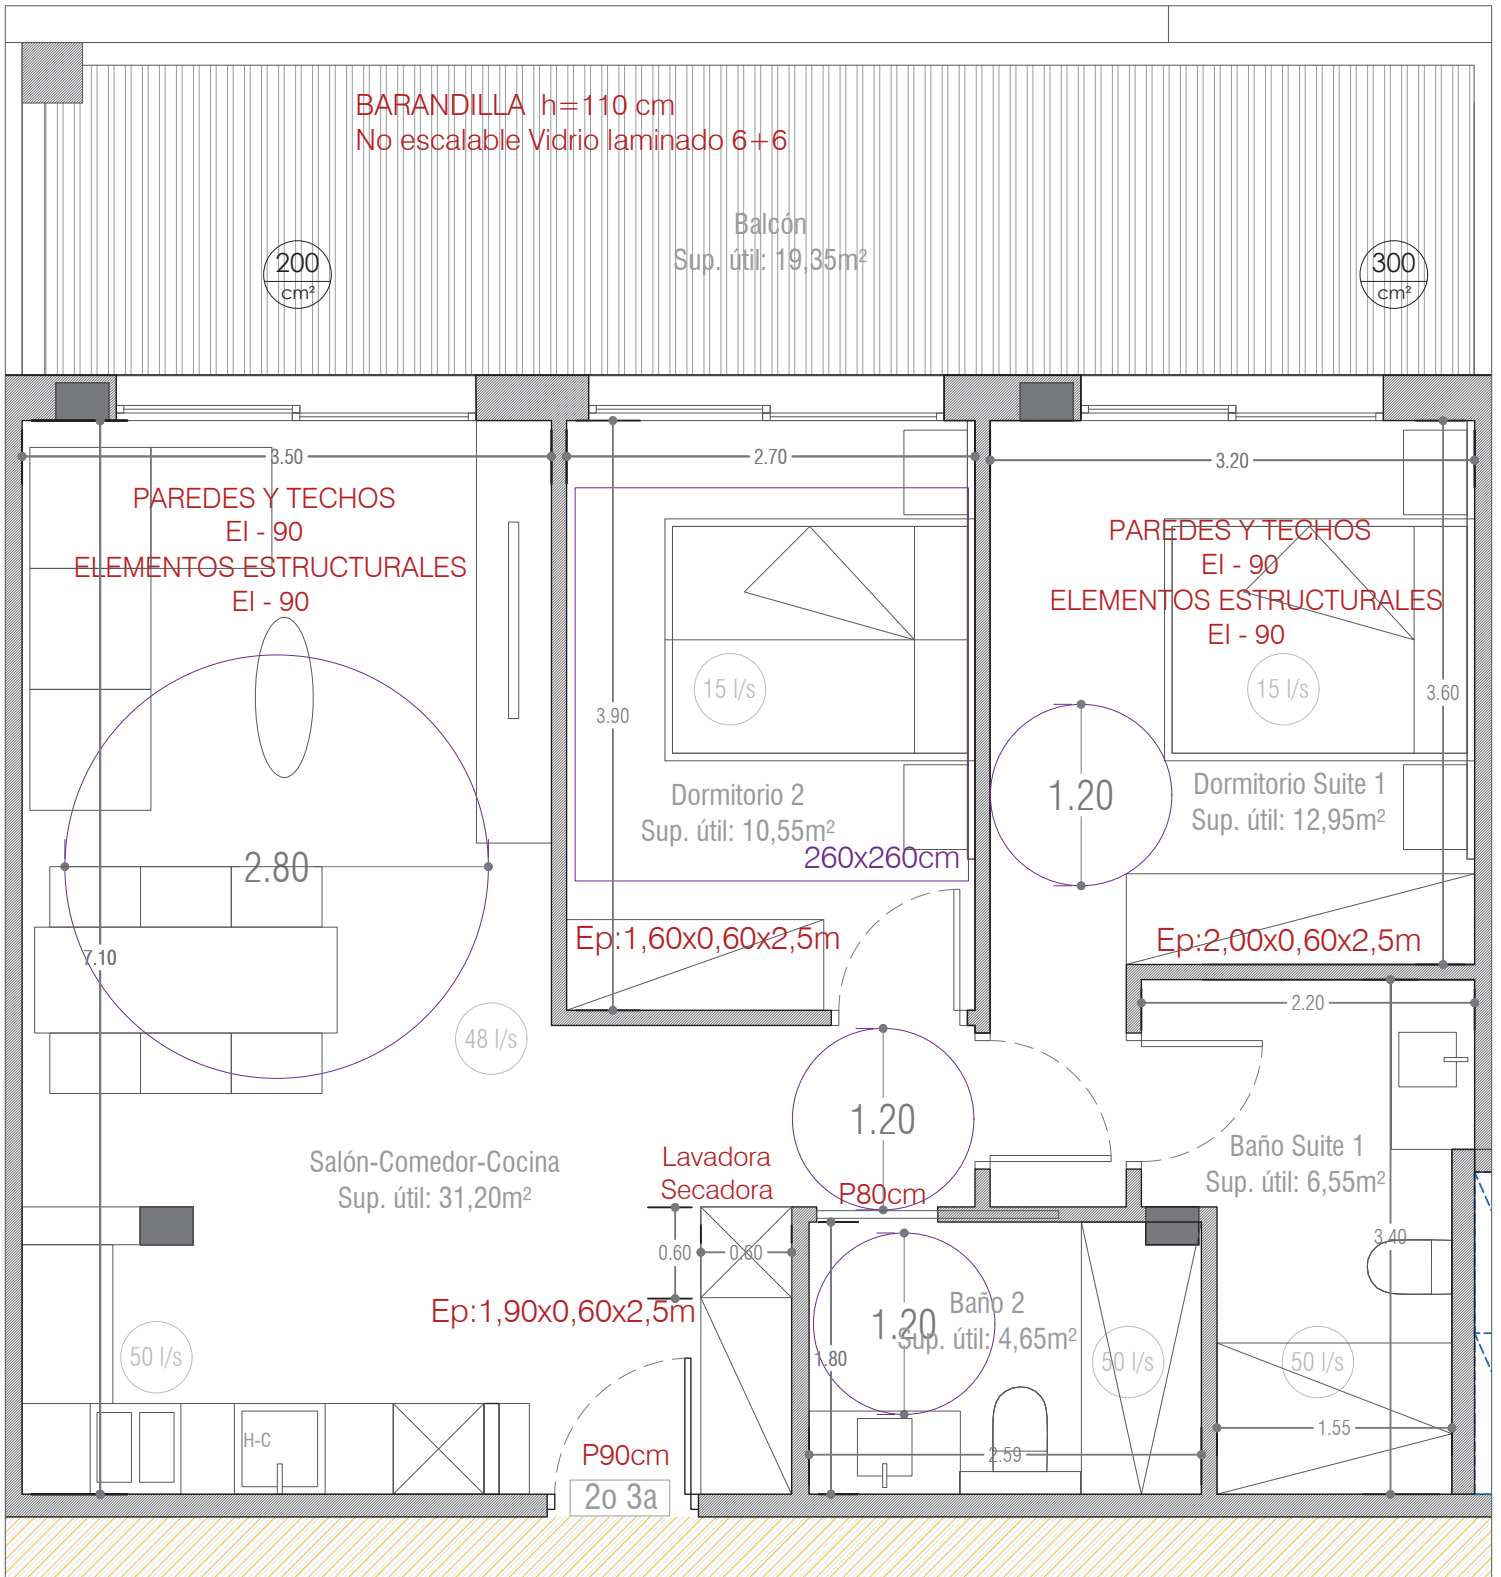 BARANDILLA h=110 cm
No escalable Vidrio laminado 6+6
Balcón
Sup. útil: 19,35m²
200
cm²
300
cm²
3.50
2.70
3.20
PAREDES Y TECHOS
EI - 90
ELEMENTOS ESTRUCTURALES
EI - 90
PAREDES Y TECHOS
EI - 90
ELEMENTOS ESTRUCTURALES
EI - 90
15 l/s
15 l/s
3.90
3.60
Dormitorio 2
Sup. útil: 10,55m²
260x260cm
1.20
Dormitorio Suite 1
Sup. útil: 12,95m²
2.80
7.10
Ep:1,60x0,60x2,5m
Ep:2,00x0,60x2,5m
2.20
48 l/s
1.20
Salón-Comedor-Cocina
Sup. útil: 31,20m²
Lavadora
Secadora
P80cm
Baño Suite 1
Sup. útil: 6,55m²
0.60
0.60
3.40
Ep:1,90x0,60x2,5m
1.20
Baño 2
Sup. útil: 4,65m²
50 l/s
1.80
50 l/s
50 l/s
H-C
P90cm
2.59
1.55
2o 3a